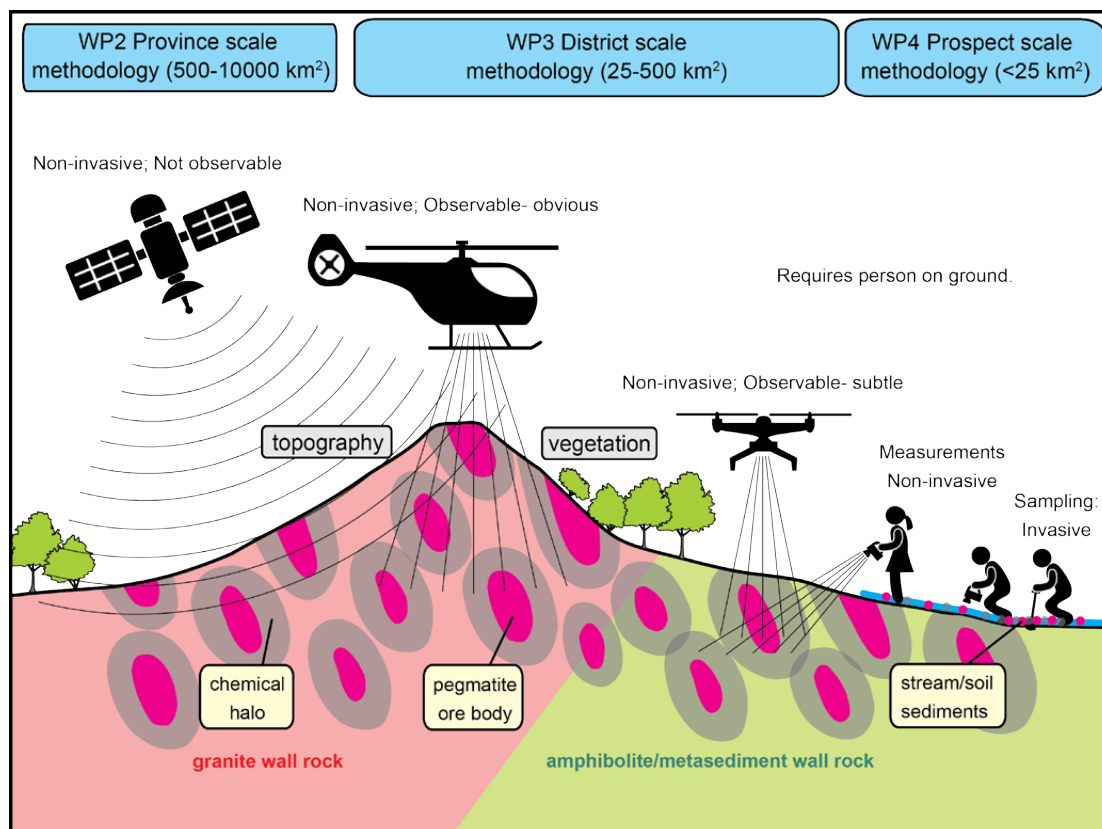 WP2 Province scale
methodology (500-10000 km²)
WP3 District scale
methodology (25-500 km²)
WP4 Prospect scale
methodology (<25 km²)
Non-invasive; Not observable
Non-invasive; Observable- obvious
Requires person on ground.
Non-invasive; Observable- subtle
topography
vegetation
Measurements
Non-invasive
Sampling:
Invasive
chemical
halo
pegmatite
ore body
stream/soil
sediments
granite wall rock
amphibolite/metasediment wall rock